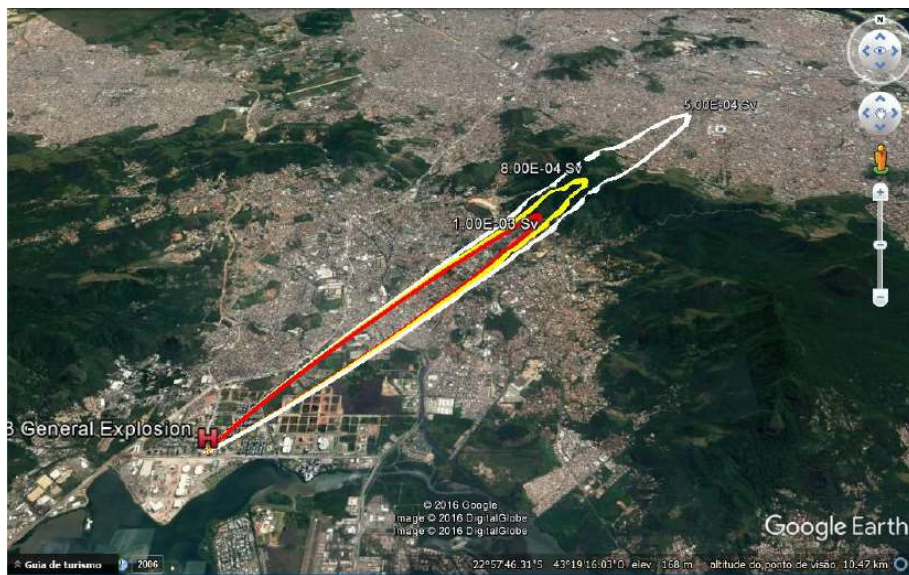 N
5.00E-04 Sv
8.00E-04 Sv
1.00E-03 Sv
B General Explosion
H
© 2016 Google
Image © 2016 DigitalGlobe
Image © 2016 DigitalGlobe
Google Earth
Guia de turismo
2006
22°57'46.31"S 43°19'16.03"O elev 168 m altitude do ponto de visão 10.47 km